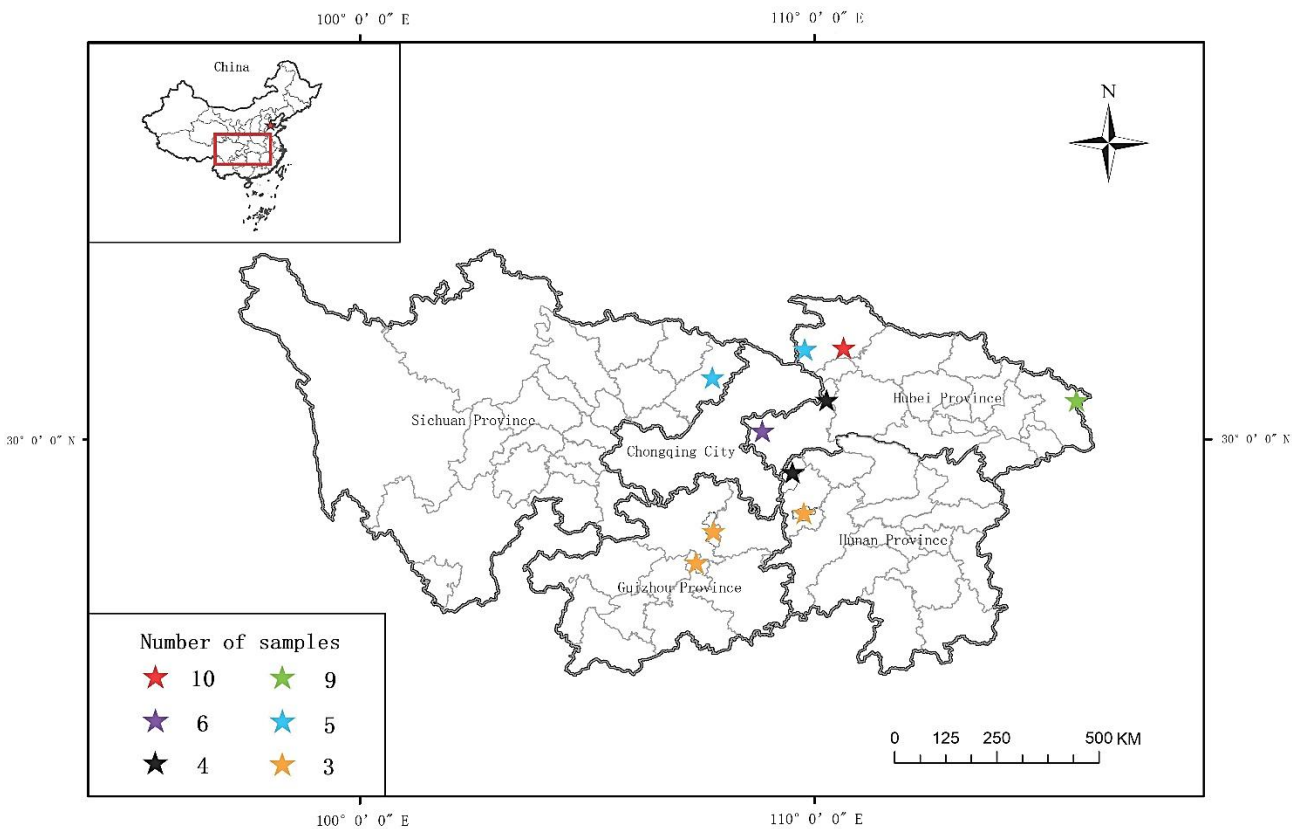 100° 0′ 0″ E
110° 0′ 0″ E
China
N
Hubei Province
Sichuan Province
30° 0′ 0″ N
30° 0′ 0″ N
Chongqing City
Hunan Province
Guizhou Province
Number of samples
10
9
6
5
4
3
0 125 250 500 KM
100° 0′ 0″ E
110° 0′ 0″ E